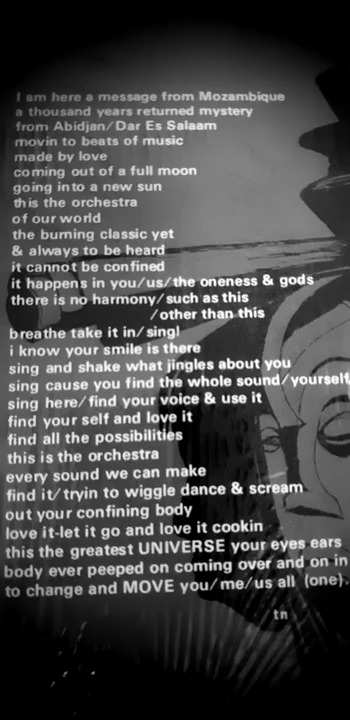 I am here a message from Mozambique
a thousand years returned mystery
from Abidjan/Dar Es Salaam
movin to beats of music
made by love
coming out of a full moon
going into a new sun
this is the orchestra
of our world
the burning classic yet
& always to be heard
it cannot be confined
it happens in you/us/the oneness & gods
there is no harmony/such as this
/other than this
breathe take it in/sing!
i know your smile is there
sing and shake what jingles about you
sing cause you find the whole sound/yourself
sing here/find your voice & use it
find your self and love it
find all the possibilities
this is the orchestra
every sound we can make
find it/tryin to wiggle dance & scream
out your confining body
love it-let it go and love it cookin
this the greatest UNIVERSE your eyes ears
body ever peeped on coming over and on in
to change and MOVE you/me/us all (one).
tn